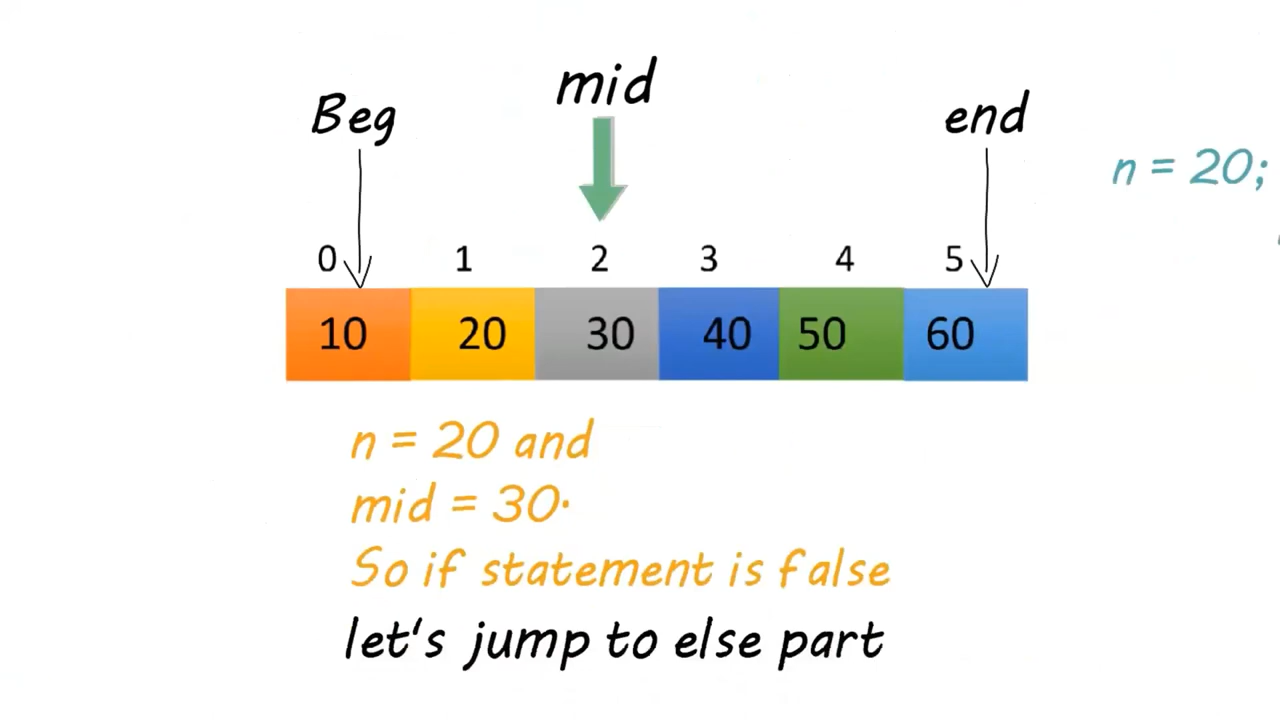 mid
Beg
end
n = 20;
0 1 2 3 4 5
10 20 30 40 50 60
n = 20 and
mid = 30.
So if statement is false
let's jump to else part